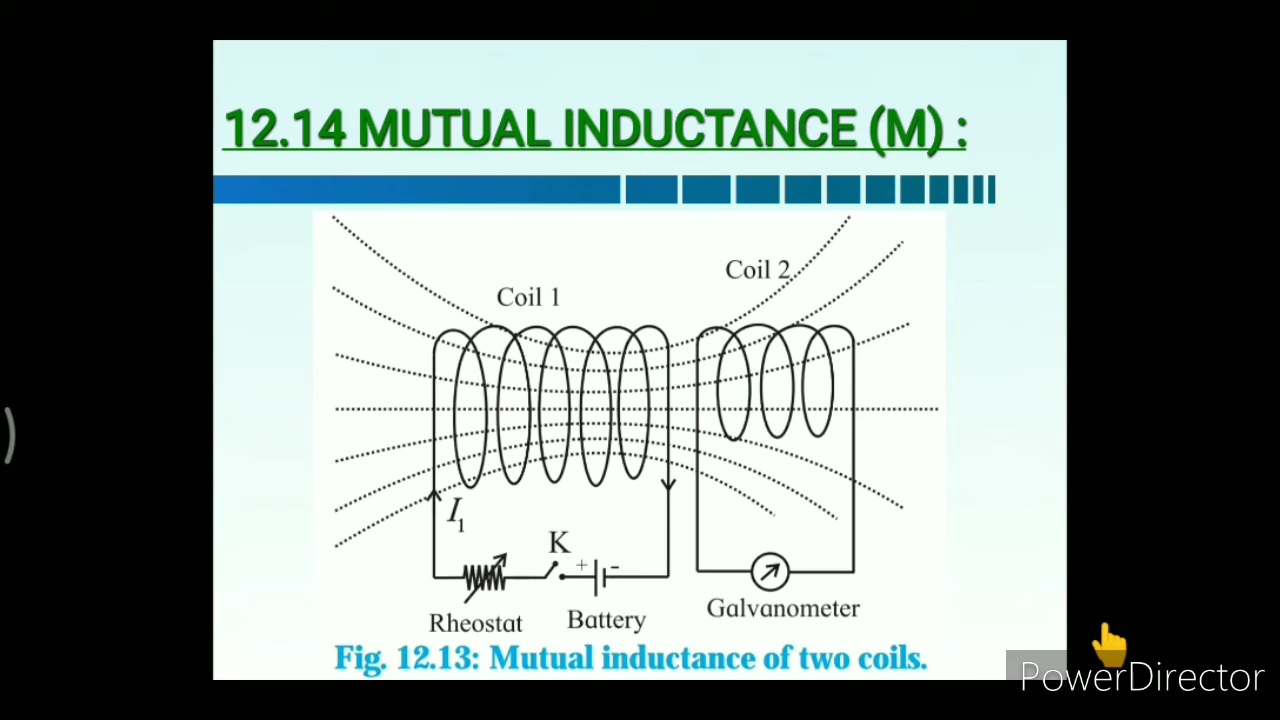 12.14 MUTUAL INDUCTANCE (M) :
Coil 2
Coil 1
I1
K
+ -
Rheostat
Battery
Galvanometer
Fig. 12.13: Mutual inductance of two coils.
PowerDirector